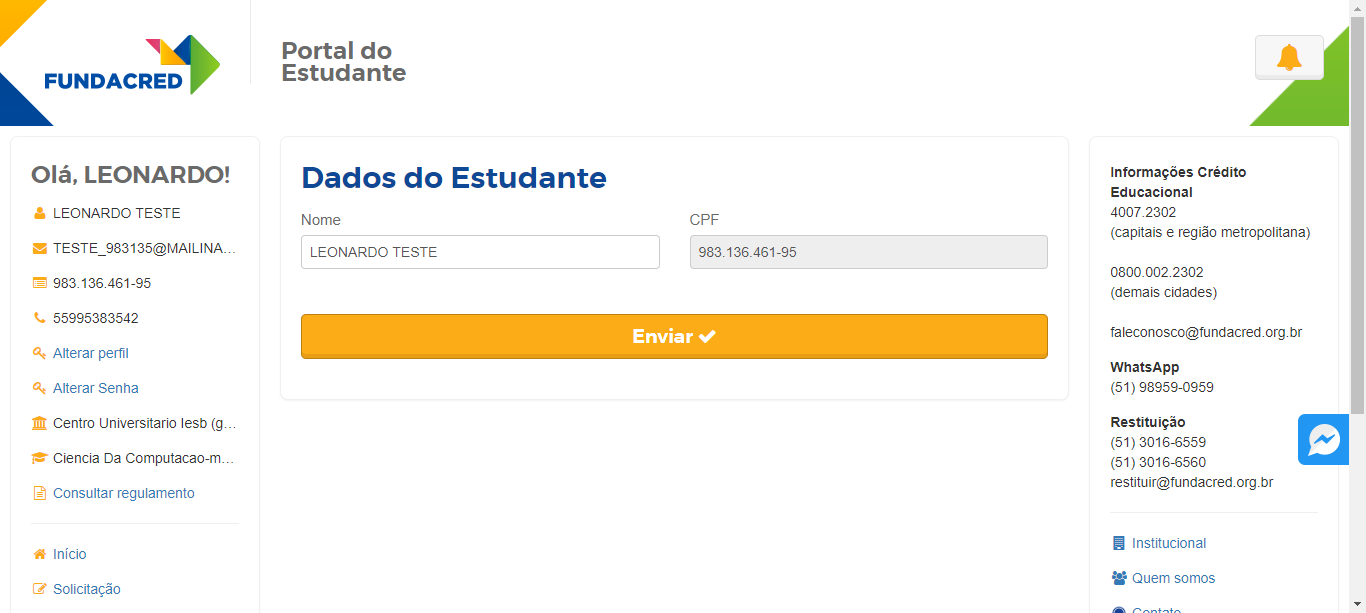 FUNDACRED
Portal do
Estudante
Olá, LEONARDO!
LEONARDO TESTE
TESTE_983135@MAILINA...
983.136.461-95
55995383542
Alterar perfil
Alterar Senha
Centro Universitario Iesb (g...
Ciencia Da Computacao-m...
Consultar regulamento
Início
Solicitação
Dados do Estudante
Nome
CPF
LEONARDO TESTE
983.136.461-95
Enviar
Informações Crédito
Educacional
4007.2302
(capitais e região metropolitana)
0800.002.2302
(demais cidades)
faleconosco@fundacred.org.br
WhatsApp
(51) 98959-0959
Restituição
(51) 3016-6559
(51) 3016-6560
restituir@fundacred.org.br
Institucional
Quem somos
Contato